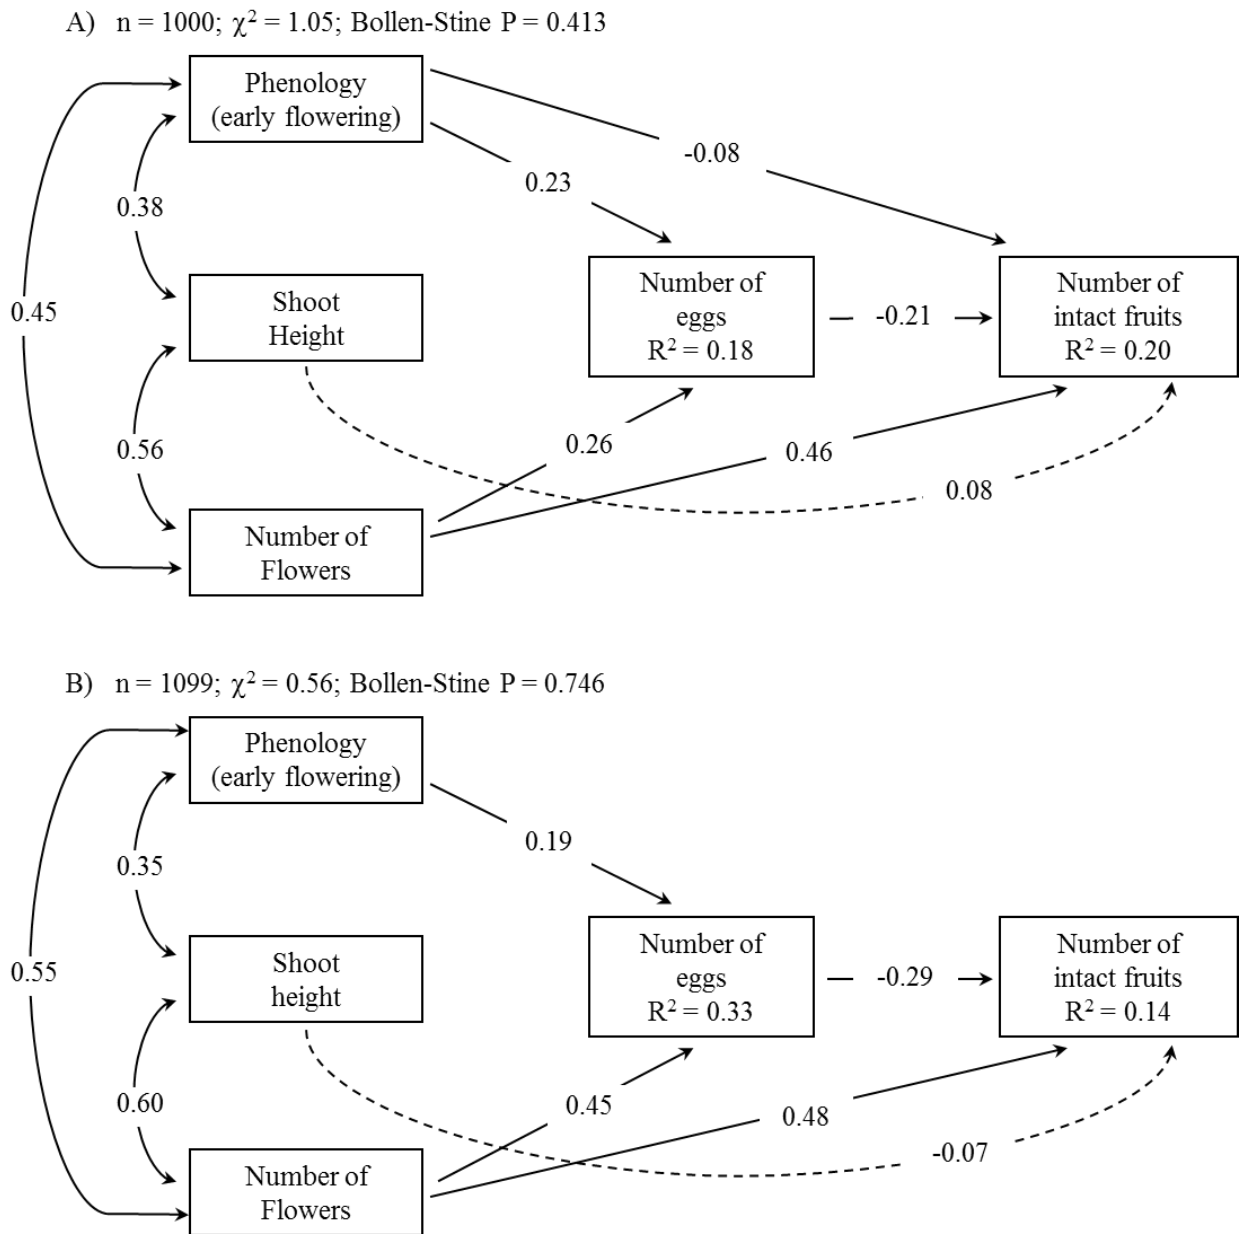 A) n = 1000; χ² = 1.05; Bollen-Stine P = 0.413
Phenology
(early flowering)
-0.08
0.23
0.38
0.45
Shoot
Height
Number of
eggs
R² = 0.18
-0.21
Number of
intact fruits
R² = 0.20
0.56
0.26
0.46
0.08
Number of
Flowers
B) n = 1099; χ² = 0.56; Bollen-Stine P = 0.746
Phenology
(early flowering)
0.19
0.35
0.55
Shoot
height
Number of
eggs
R² = 0.33
-0.29
Number of
intact fruits
R² = 0.14
0.60
0.45
0.48
-0.07
Number of
Flowers